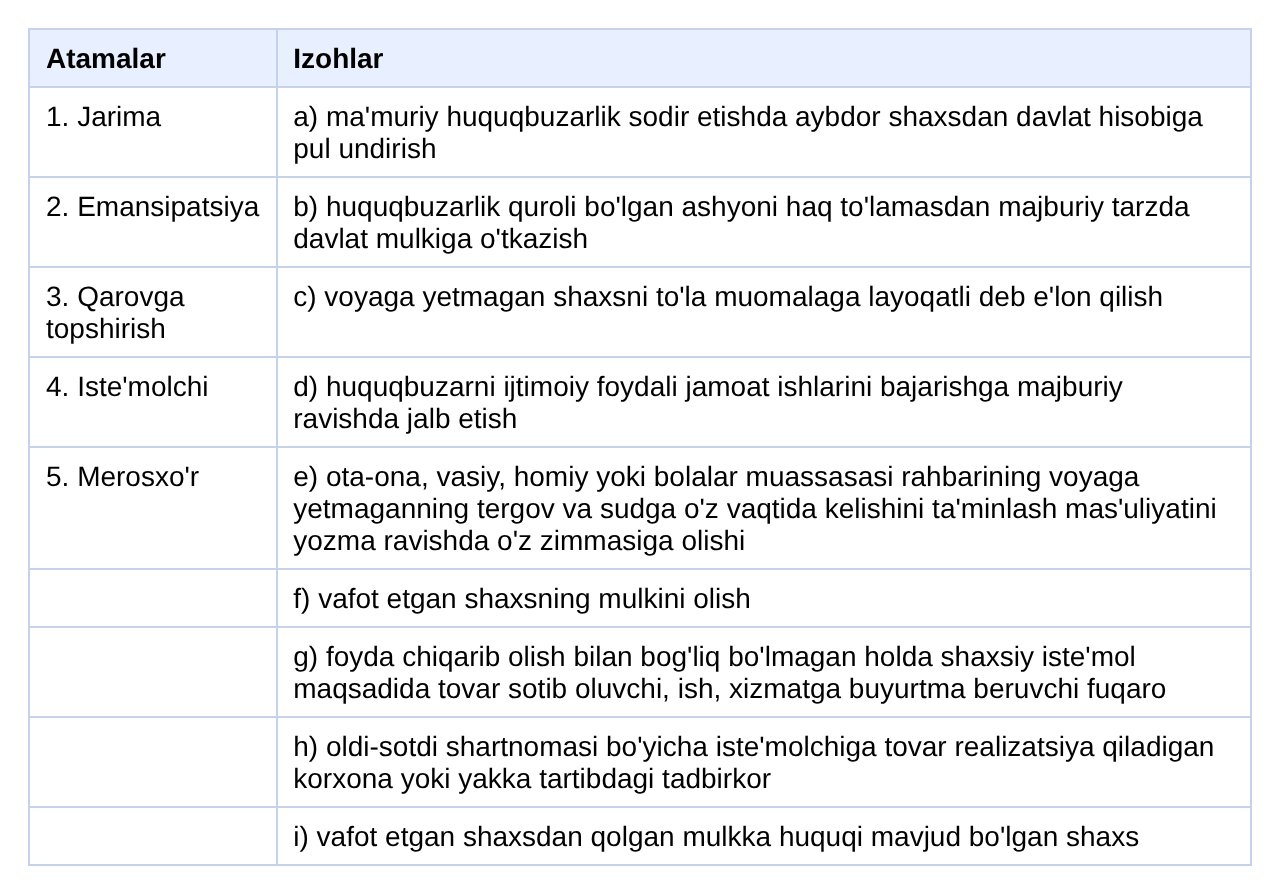 Atamalar
Izohlar
1. Jarima
a) ma'muriy huquqbuzarlik sodir etishda aybdor shaxsdan davlat hisobiga
pul undirish
2. Emansipatsiya
b) huquqbuzarlik quroli bo'lgan ashyoni haq to'lamasdan majburiy tarzda
davlat mulkiga o'tkazish
3. Qarovga
topshirish
c) voyaga yetmagan shaxsni to'la muomalaga layoqatli deb e'lon qilish
4. Iste'molchi
d) huquqbuzarni ijtimoiy foydali jamoat ishlarini bajarishga majburiy
ravishda jalb etish
5. Merosxo'r
e) ota-ona, vasiy, homiy yoki bolalar muassasasi rahbarining voyaga
yetmaganning tergov va sudga o'z vaqtida kelishini ta'minlash mas'uliyatini
yozma ravishda o'z zimmasiga olishi
f) vafot etgan shaxsning mulkini olish
g) foyda chiqarib olish bilan bog'liq bo'lmagan holda shaxsiy iste'mol
maqsadida tovar sotib oluvchi, ish, xizmatga buyurtma beruvchi fuqaro
h) oldi-sotdi shartnomasi bo'yicha iste'molchiga tovar realizatsiya qiladigan
korxona yoki yakka tartibdagi tadbirkor
i) vafot etgan shaxsdan qolgan mulkka huquqi mavjud bo'lgan shaxs